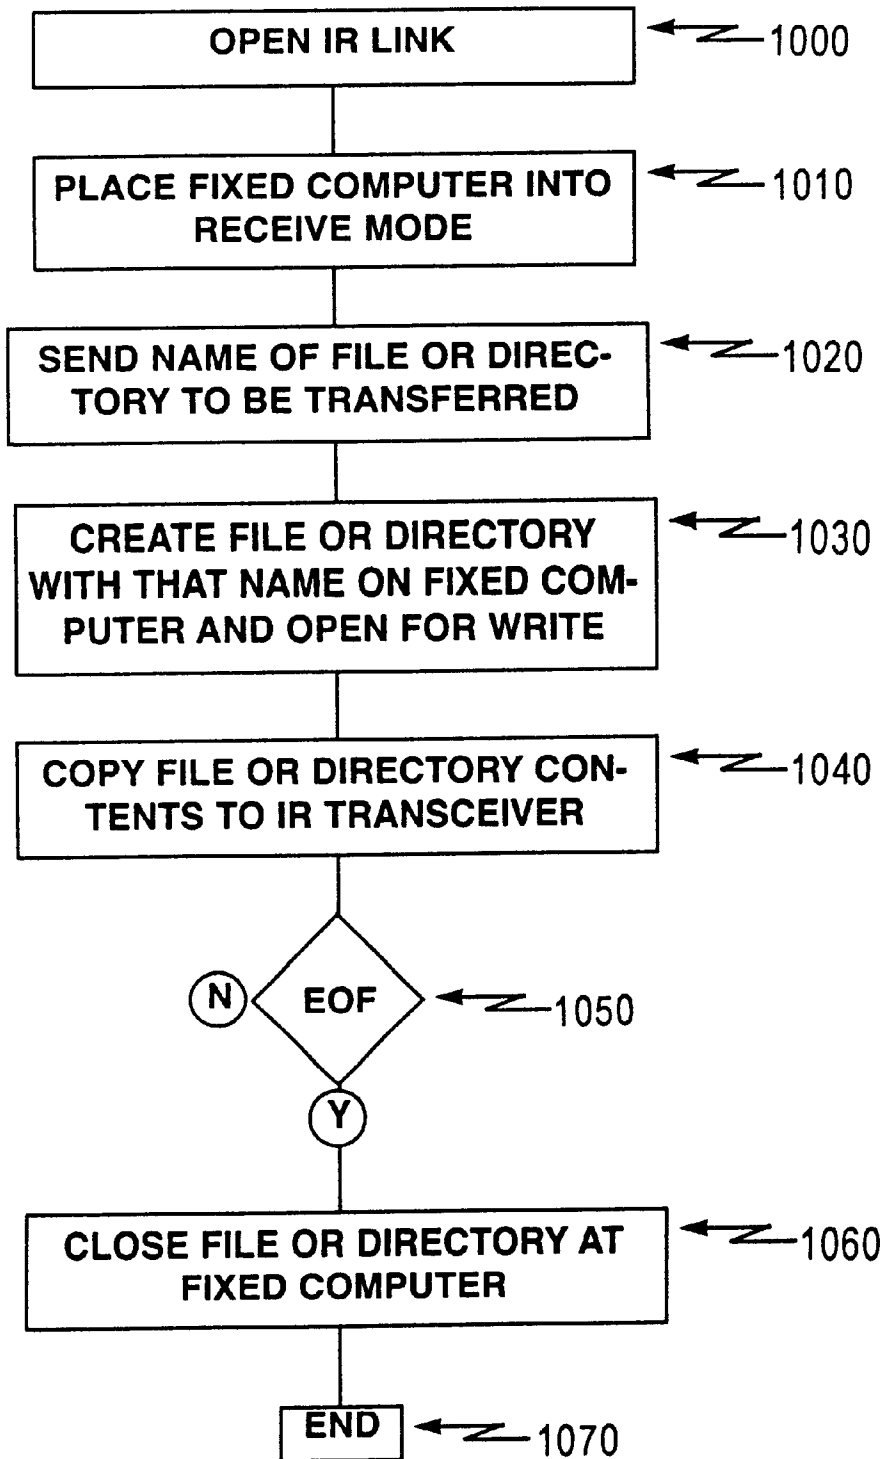 OPEN IR LINK
1000
PLACE FIXED COMPUTER INTO
RECEIVE MODE
1010
SEND NAME OF FILE OR DIREC-
TORY TO BE TRANSFERRED
1020
CREATE FILE OR DIRECTORY
WITH THAT NAME ON FIXED COM-
PUTER AND OPEN FOR WRITE
1030
COPY FILE OR DIRECTORY CON-
TENTS TO IR TRANSCEIVER
1040
N
EOF
1050
Y
CLOSE FILE OR DIRECTORY AT
FIXED COMPUTER
1060
END
1070